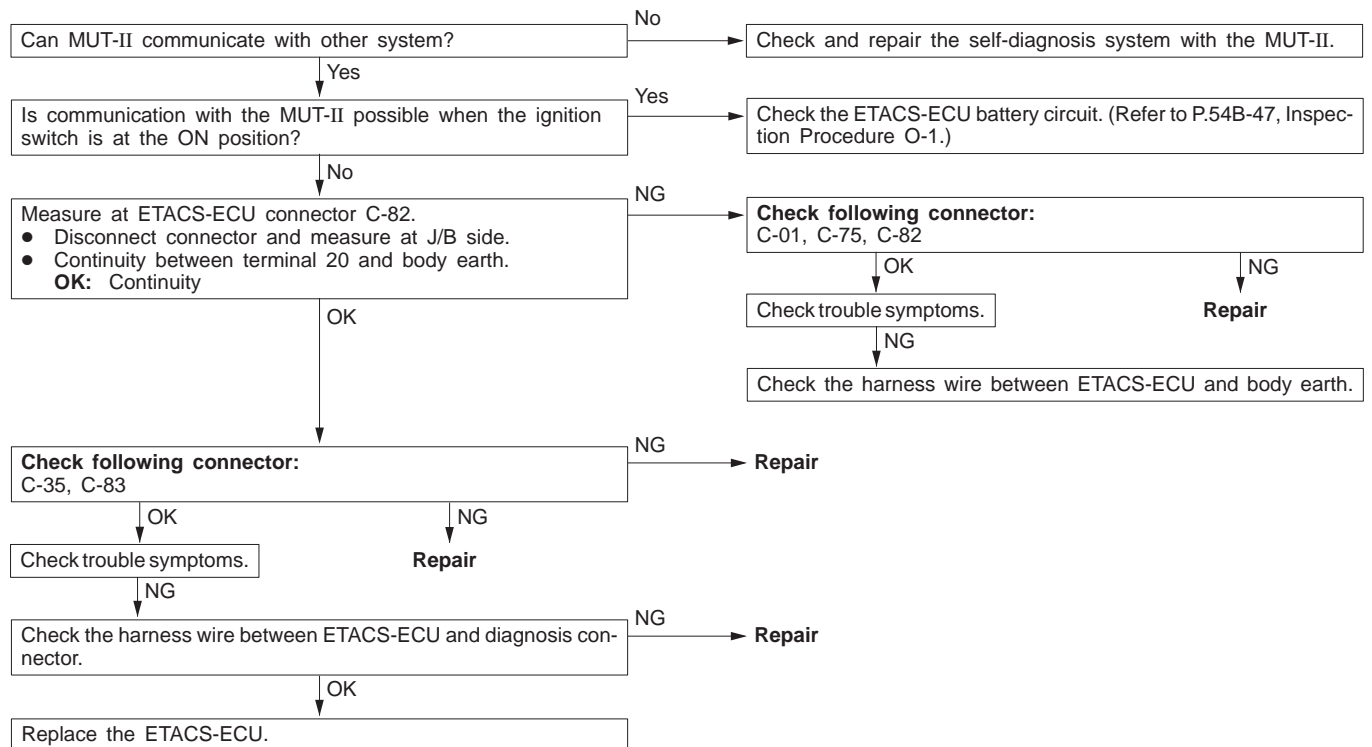 Can MUT-II communicate with other system?
No
Check and repair the self-diagnosis system with the MUT-II.
Yes
Is communication with the MUT-II possible when the ignition
switch is at the ON position?
Yes
Check the ETACS-ECU battery circuit. (Refer to P.54B-47, Inspec-
tion Procedure O-1.)
No
Measure at ETACS-ECU connector C-82.
● Disconnect connector and measure at J/B side.
● Continuity between terminal 20 and body earth.
OK: Continuity
NG
Check following connector:
C-01, C-75, C-82
OK
NG
Check trouble symptoms.
Repair
NG
Check the harness wire between ETACS-ECU and body earth.
OK
Check following connector:
C-35, C-83
NG
Repair
OK
NG
Check trouble symptoms.
Repair
NG
Check the harness wire between ETACS-ECU and diagnosis con-
nector.
NG
Repair
OK
Replace the ETACS-ECU.